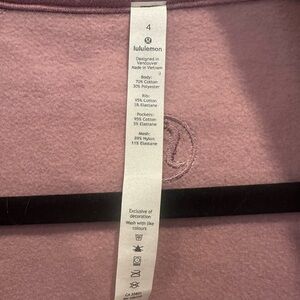 4
lululemon
Designed in
Vancouver
Made in Vietnam
Body:
70% Cotton
30% Polyester
Rib:
95% Cotton
5% Elastane
Pockets:
95% Cotton
5% Elastane
Mesh:
89% Nylon
11% Elastane
Exclusive of
decoration
Wash with like
colours